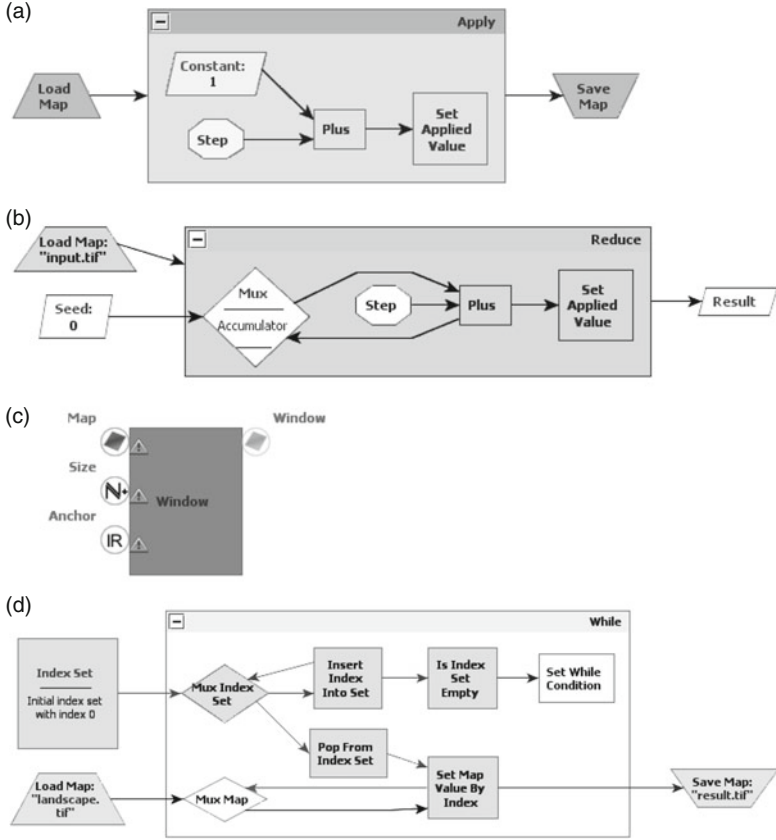 (a)
Apply
Load
Map
Constant:
1
Step
Plus
Set
Applied
Value
Save
Map
(b)
Load Map:
"input.tif"
Reduce
Seed:
0
Mux
Accumulator
Step
Plus
Set
Applied
Value
Result
(c)
Map
Window
Size
N+
Window
Anchor
IR
(d)
While
Index Set
Initial index set
with index 0
Mux Index
Set
Insert
Index
Into Set
Is Index
Set
Empty
Set While
Condition
Pop From
Index Set
Load Map:
"landscape.
tif"
Mux Map
Set Map
Value By
Index
Save Map:
"result.tif"